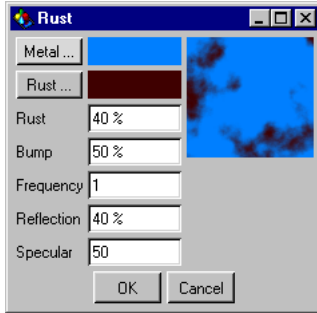 Rust
Metal ...
Rust ...
Rust 40 %
Bump 50 %
Frequency 1
Reflection 40 %
Specular 50
OK Cancel